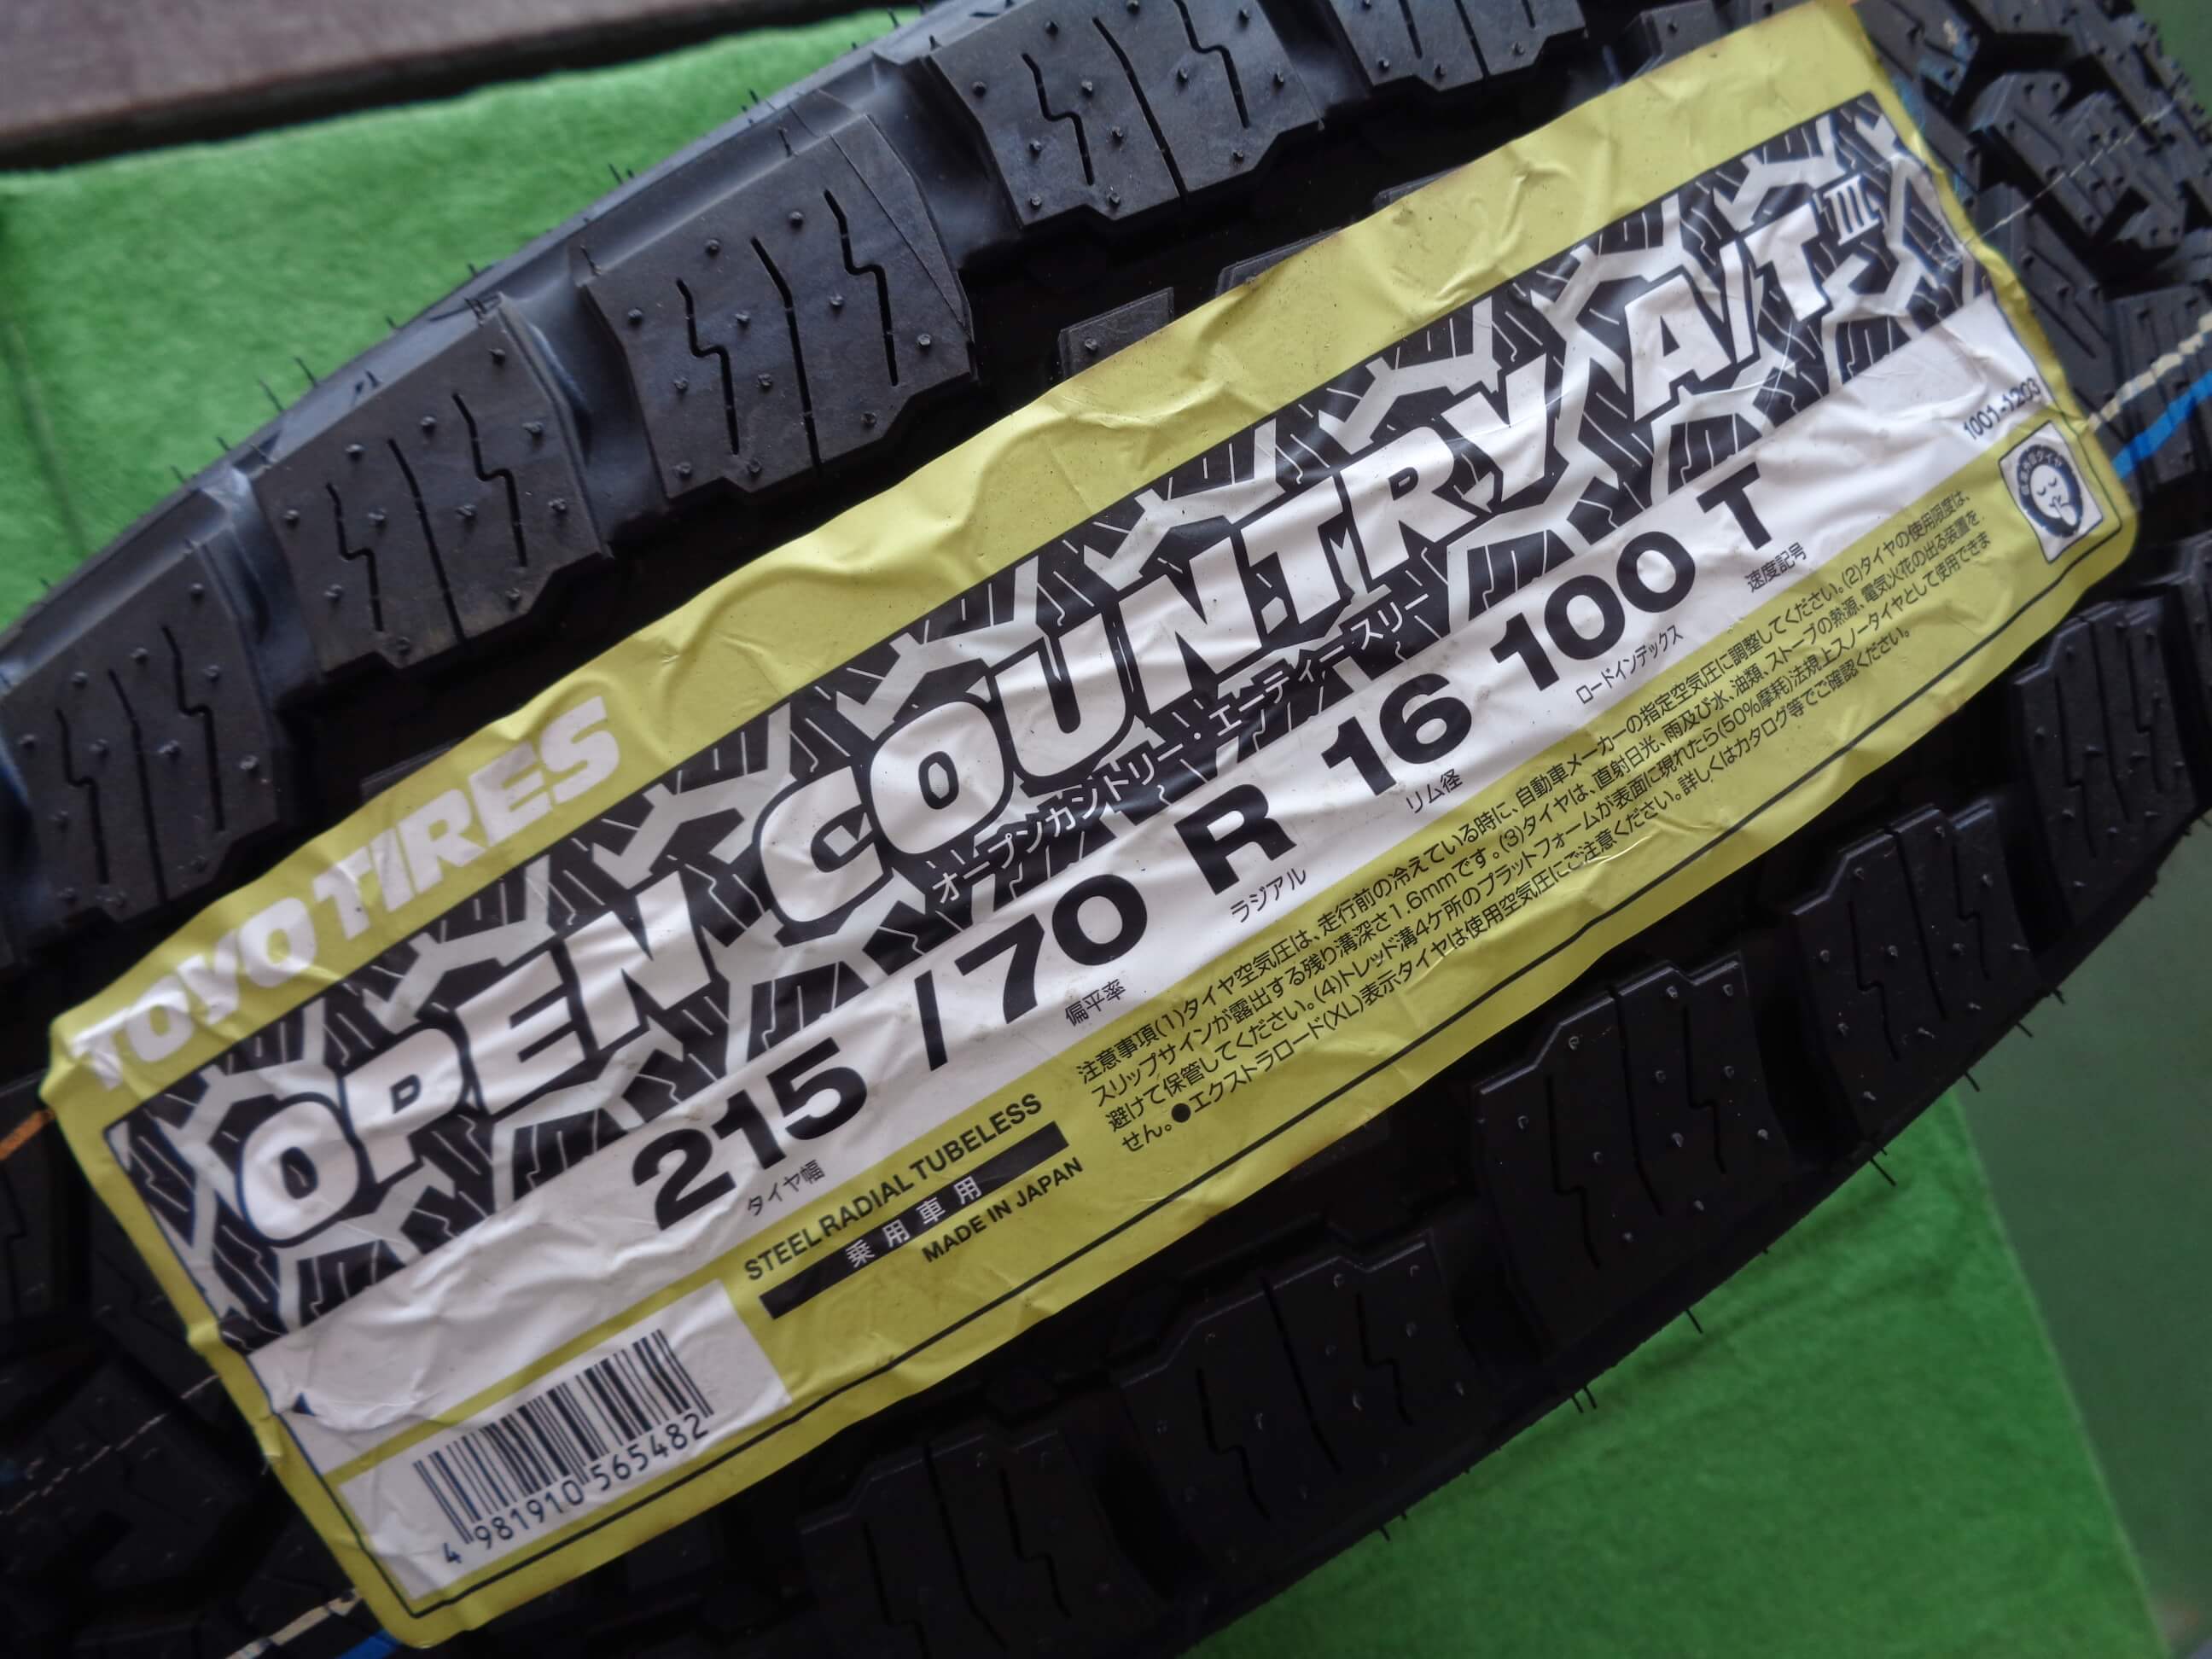 TOYO TIRES
OPEN COUNTRY A/T III
オープンカントリー・エーティースリー
215 / 70 R 16 100 T
タイヤ幅 偏平率 ラジアル リム径 ロードインデックス 速度記号
1001-1203
STEEL RADIAL TUBELESS
乗用車用
MADE IN JAPAN
注意事項(1)タイヤ空気圧は、走行前の冷えている時に、自動車メーカーの指定空気圧に調整してください。(2)タイヤの使用限度は、
スリップサインが露出する残り溝深さ1.6mmです。(3)タイヤは、直射日光、雨及び水、油類、ストーブの熱源、電気火花の出る装置を
避けて保管してください。(4)トレッド溝4ケ所のプラットフォームが表面に現れたら(50%摩耗)法規上スノータイヤとして使用できま
せん。●エクストラロード(XL)表示タイヤは使用空気圧にご注意ください。詳しくはカタログ等でご確認ください。
4 981910 565482